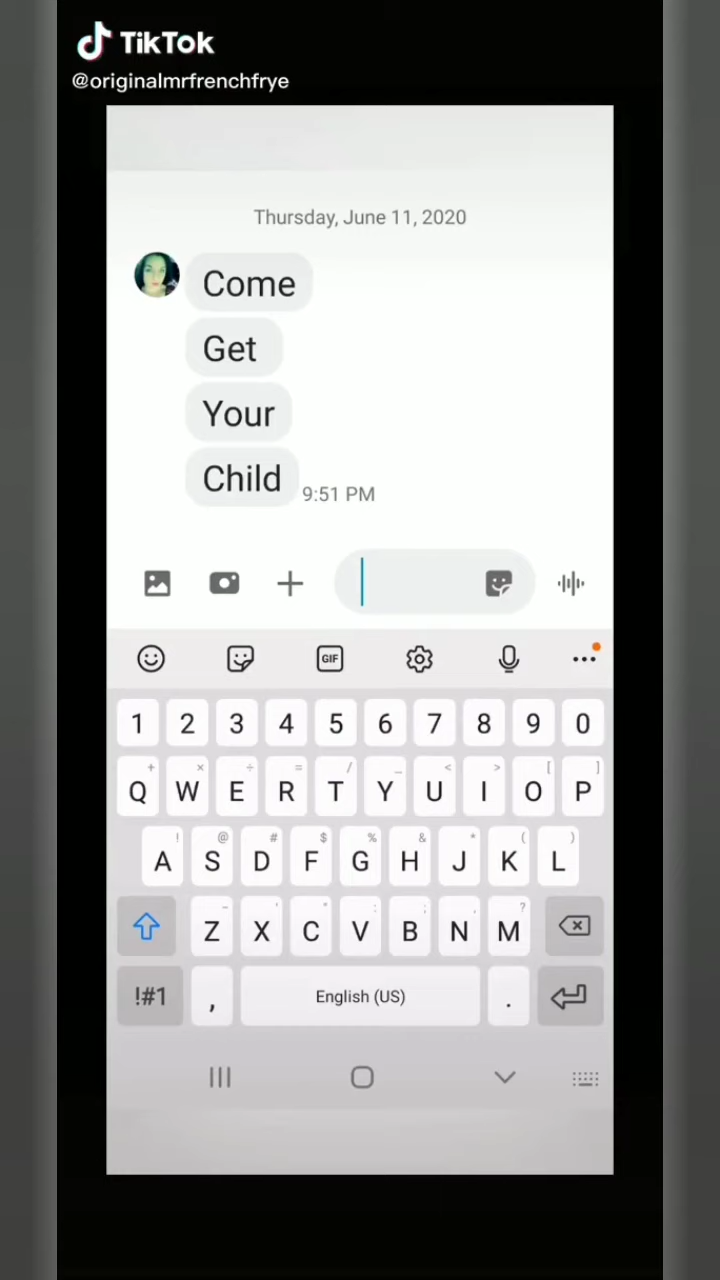 TikTok
@originalmrfrenchfrye
Thursday, June 11, 2020
Come
Get
Your
Child 9:51 PM
GIF
1 2 3 4 5 6 7 8 9 0
+ × ÷ = / _ < > [ ]
Q W E R T Y U I O P
! @ # $ % & * ( )
A S D F G H J K L
- ' " : ; , ?
Z X C V B N M
!#1 , English (US) .